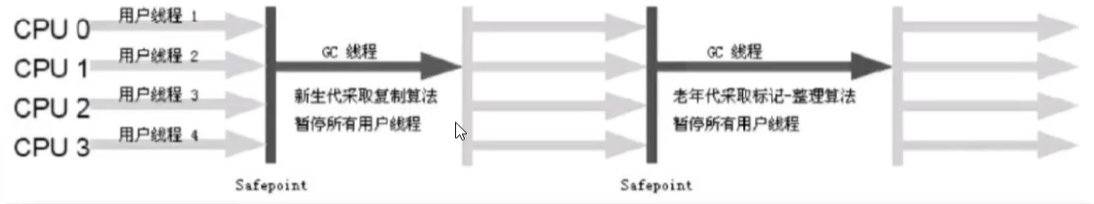 CPU 0
用户线程 1
CPU 1
用户线程 2
CPU 2
用户线程 3
CPU 3
用户线程 4
Safepoint
GC 线程
新生代采取复制算法
暂停所有用户线程
Safepoint
GC 线程
老年代采取标记-整理算法
暂停所有用户线程